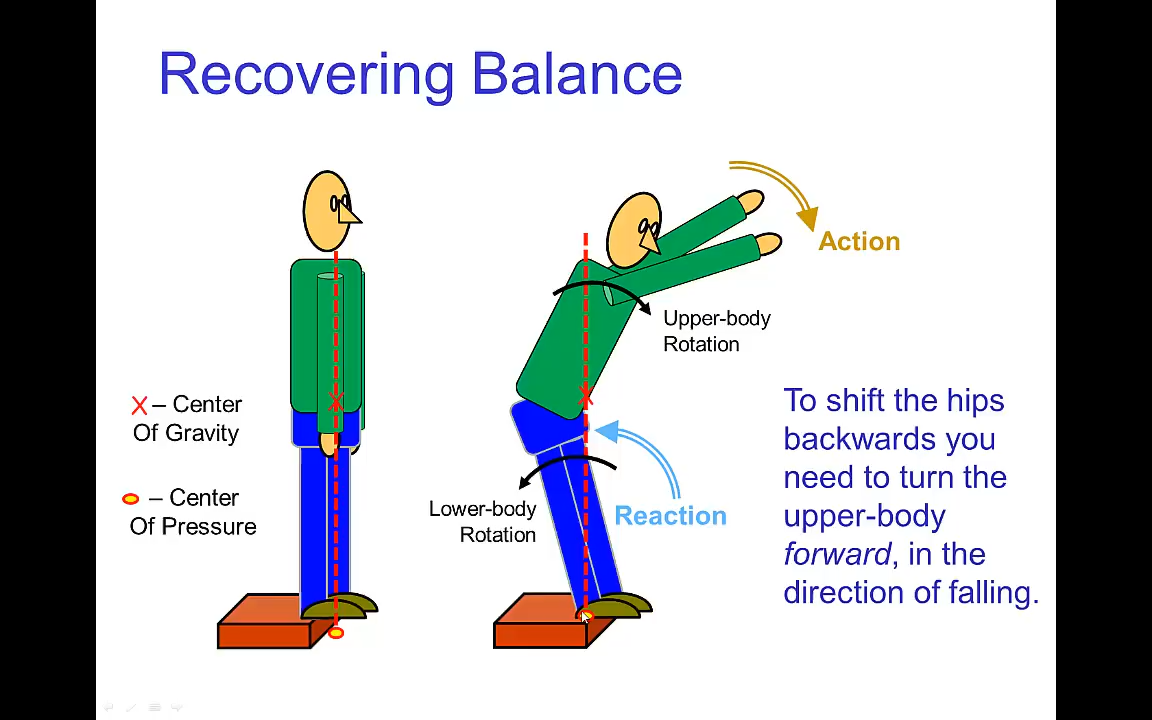 Recovering Balance
Action
Upper-body
Rotation
X – Center
Of Gravity
– Center
Of Pressure
Lower-body
Rotation
Reaction
To shift the hips
backwards you
need to turn the
upper-body
forward, in the
direction of falling.